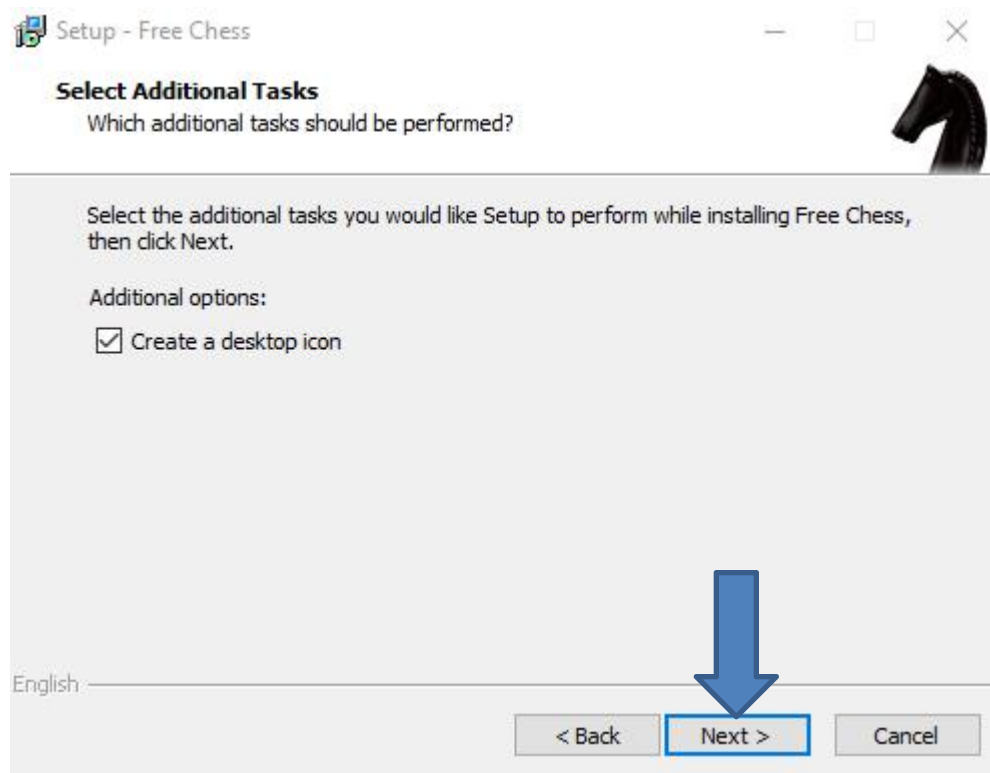 Setup - Free Chess
Select Additional Tasks
Which additional tasks should be performed?
Select the additional tasks you would like Setup to perform while installing Free Chess,
then click Next.
Additional options:
Create a desktop icon
English
< Back Next > Cancel